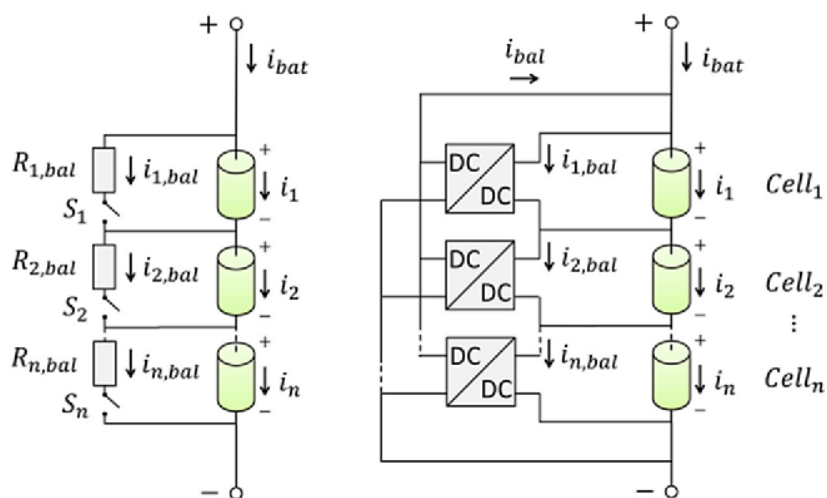 +
i_bat
R_1,bal
i_1,bal
+
i_1
S_1
−
R_2,bal
i_2,bal
+
i_2
S_2
−
R_n,bal
i_n,bal
+
i_n
S_n
−
−
i_bal
+
i_bat
DC
DC
i_1,bal
+
i_1
Cell_1
−
DC
DC
i_2,bal
+
i_2
Cell_2
−
⋮
DC
DC
i_n,bal
+
i_n
Cell_n
−
−